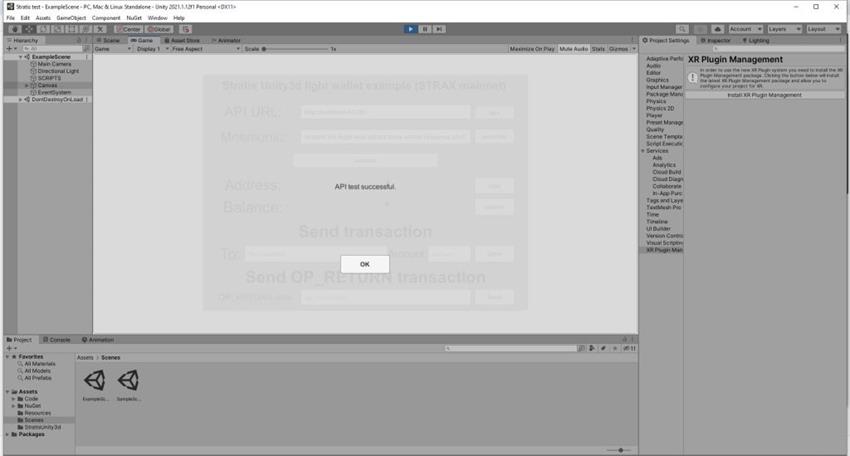 Stratis test - ExampleScene - PC, Mac & Linux Standalone - Unity 2021.1.12f1 Personal <DX11>
File Edit Assets GameObject Component NuGet Window Help
Center Global Account Layers Layout
Hierarchy
ExampleScene
Main Camera
Directional Light
SCRIPTS
Canvas
EventSystem
DontDestroyOnLoad
Scene Game Asset Store Animator
Game Display 1 Free Aspect Scale 1x Maximize On Play Mute Audio Stats Gizmos
Stratis Unity3d light wallet example (STRAX mainnet)
API URL:
Mnemonic:
Address:
API test successful.
Balance:
Send transaction
To:
Amount:
OK
Send OP_RETURN transaction
Project Settings Inspector Lighting
Adaptive Perfo
Audio
Editor
Graphics
Input Manager
Package Mana
Physics
Physics 2D
Player
Preset Manage
Quality
Scene Templa
Script Executio
Services
Ads
Analytics
Cloud Build
Cloud Diagn
Collaborate
In-App Purc
Tags and Laye
TextMesh Pro
Time
Timeline
UI Builder
Version Contro
Visual Scripting
XR Plugin Man
XR Plugin Management
In order to use the new XR Plugin system you need to install the XR
Plugin Management package. Clicking the button below will install
the latest XR Plugin Management package and allow you to
configure your project for XR.
Install XR Plugin Management
Project Console Animation
Favorites
All Materials
All Models
All Prefabs
Assets
Code
NuGet
Resources
Scenes
StratisUnity3d
Packages
Assets > Scenes
ExampleSc...
SampleSc...